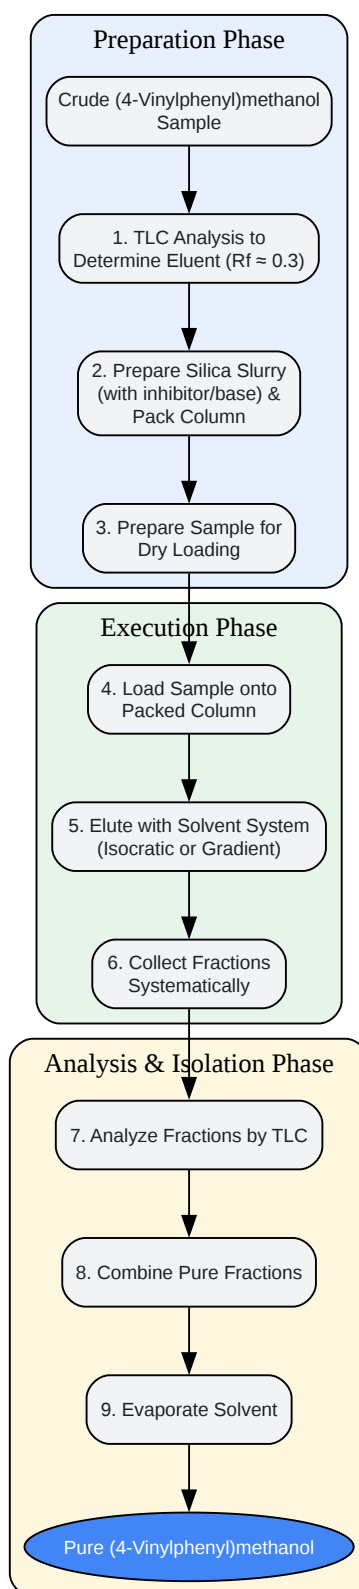 Preparation Phase
Crude (4-Vinylphenyl)methanol
Sample
1. TLC Analysis to
Determine Eluent (Rf ≈ 0.3)
2. Prepare Silica Slurry
(with inhibitor/base) &
Pack Column
3. Prepare Sample for
Dry Loading
Execution Phase
4. Load Sample onto
Packed Column
5. Elute with Solvent System
(Isocratic or Gradient)
6. Collect Fractions
Systematically
Analysis & Isolation Phase
7. Analyze Fractions by TLC
8. Combine Pure Fractions
9. Evaporate Solvent
Pure (4-Vinylphenyl)methanol